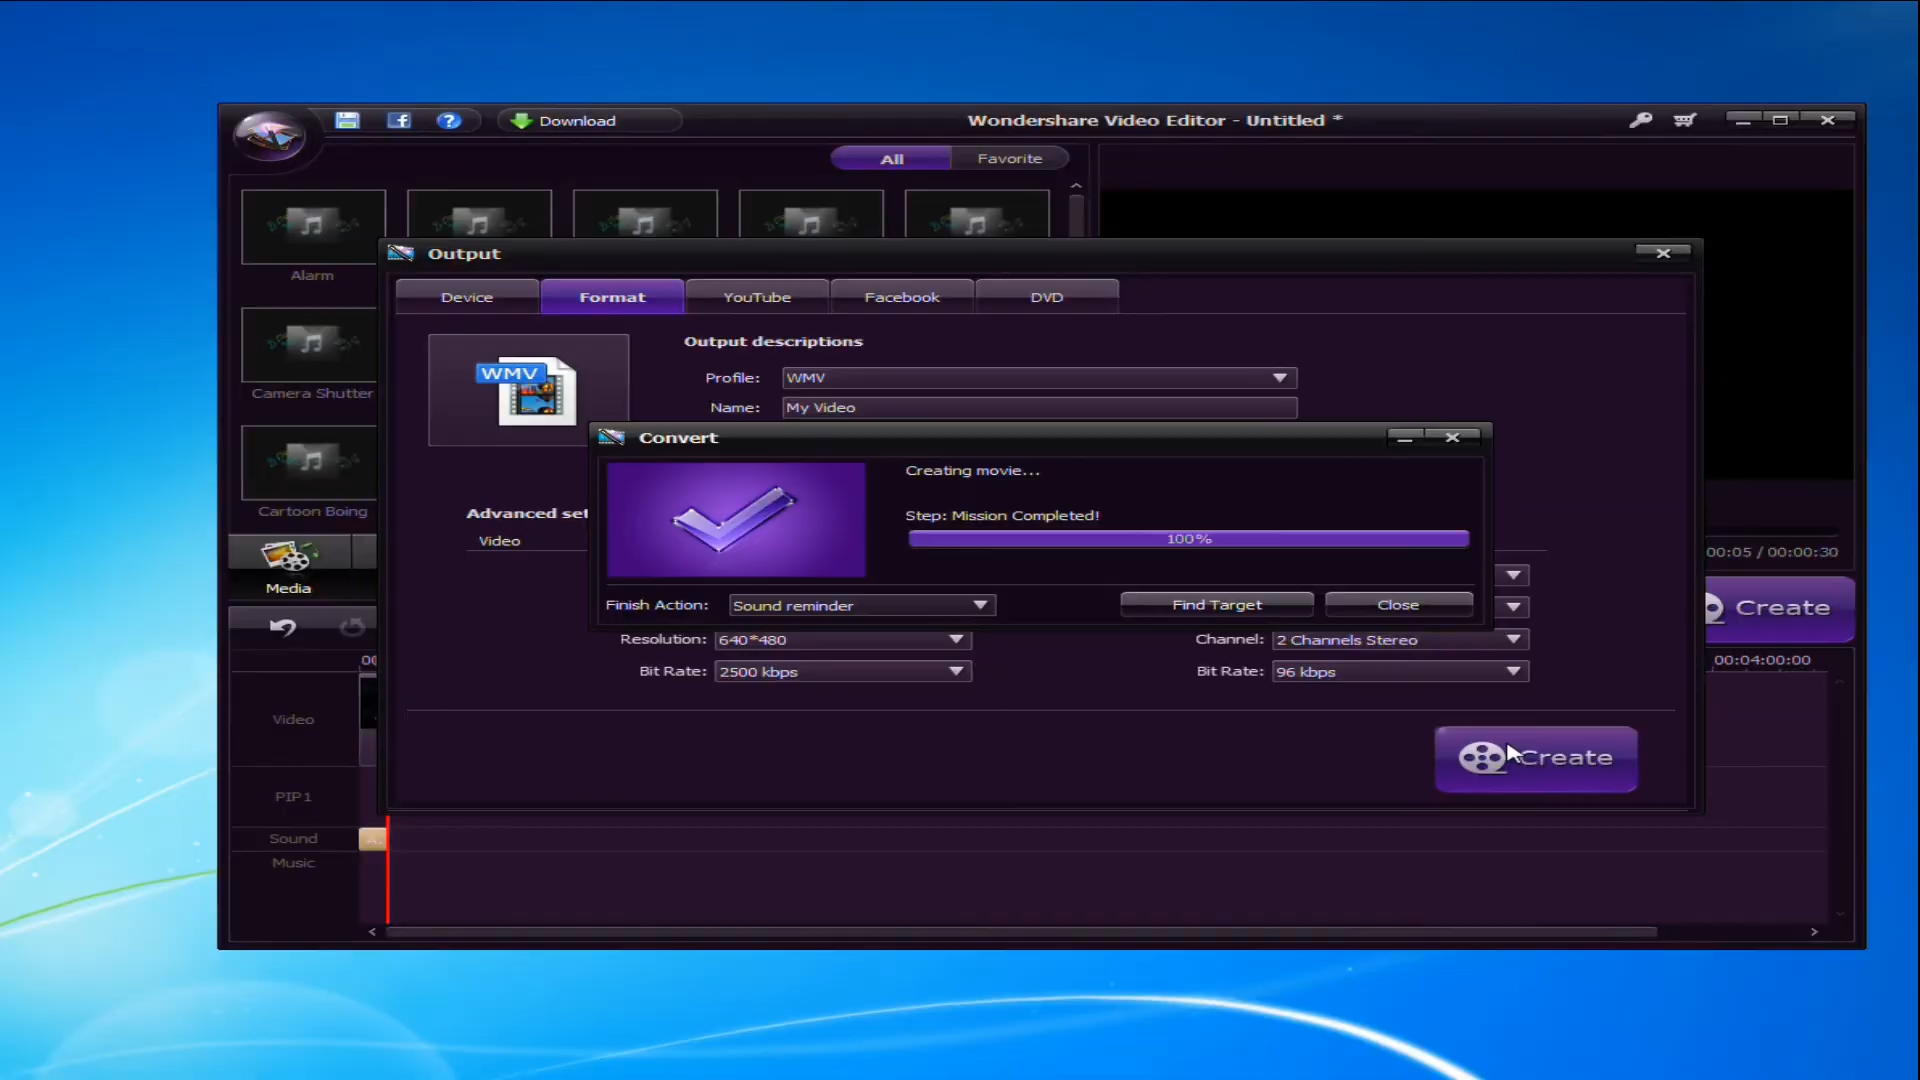 Download
Wondershare Video Editor - Untitled *
All
Favorite
Alarm
Camera Shutter
Cartoon Boing
Media
Output
Device
Format
YouTube
Facebook
DVD
WMV
Output descriptions
Profile: WMV
Name: My Video
Advanced set
Video
Convert
Creating movie...
Step: Mission Completed!
100%
Finish Action: Sound reminder
Find Target
Close
Resolution: 640*480
Channel: 2 Channels Stereo
Bit Rate: 2500 kbps
Bit Rate: 96 kbps
Create
00:05 / 00:00:30
Create
00
00:04:00:00
Video
PIP1
Sound
Music